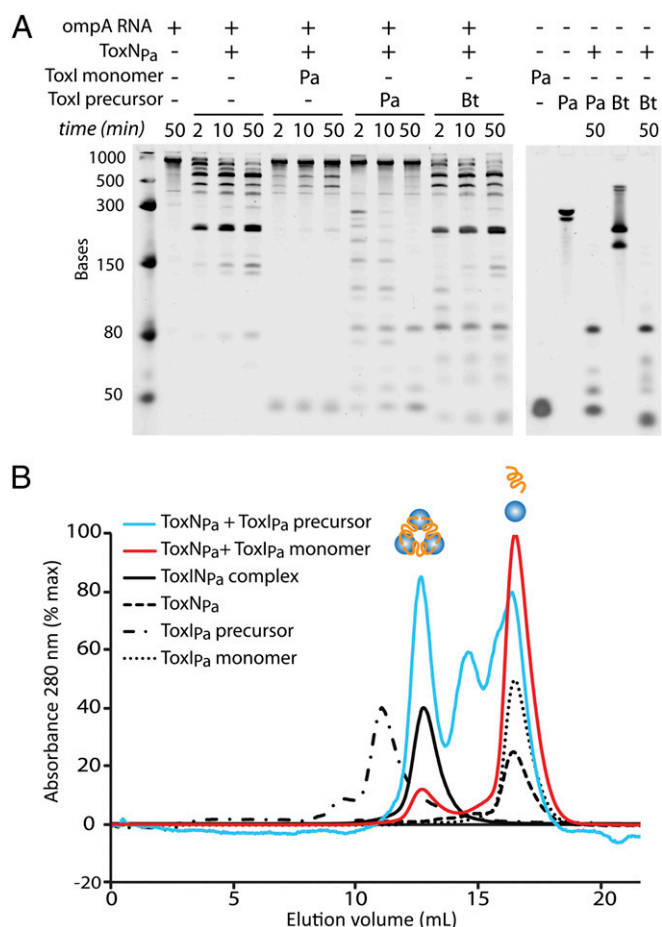 A
ompA RNA + + + + + - - - - -
ToxNPa - + + + + - - + - +
ToxI monomer - - Pa - - Pa - - - -
ToxI precursor - - - Pa Bt - Pa Pa Bt Bt
time (min) 50 2 10 50 2 10 50 2 10 50 2 10 50 50 50
1000
500
300
150
80
50
Bases
B
ToxNPa + ToxIPa precursor
ToxNPa+ ToxIPa monomer
ToxINPa complex
ToxNPa
ToxIPa precursor
ToxIPa monomer
100
80
60
40
20
0
-20
Absorbance 280 nm (% max)
0 5 10 15 20
Elution volume (mL)